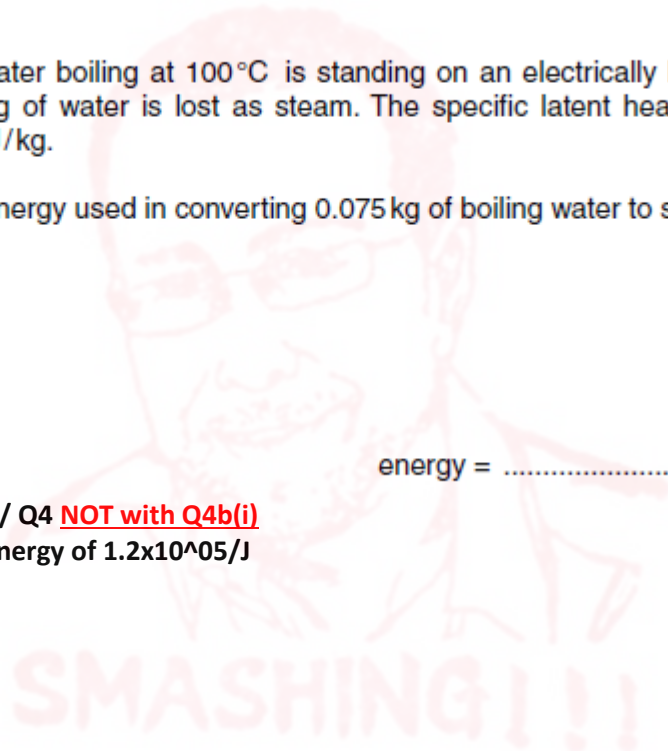 ater boiling at 100°C is standing on an electrically
g of water is lost as steam. The specific latent hea
/kg.
nergy used in converting 0.075 kg of boiling water to s
energy = ......................
/ Q4 NOT with Q4b(i)
nergy of 1.2x10^05/J
SMASHING!!!